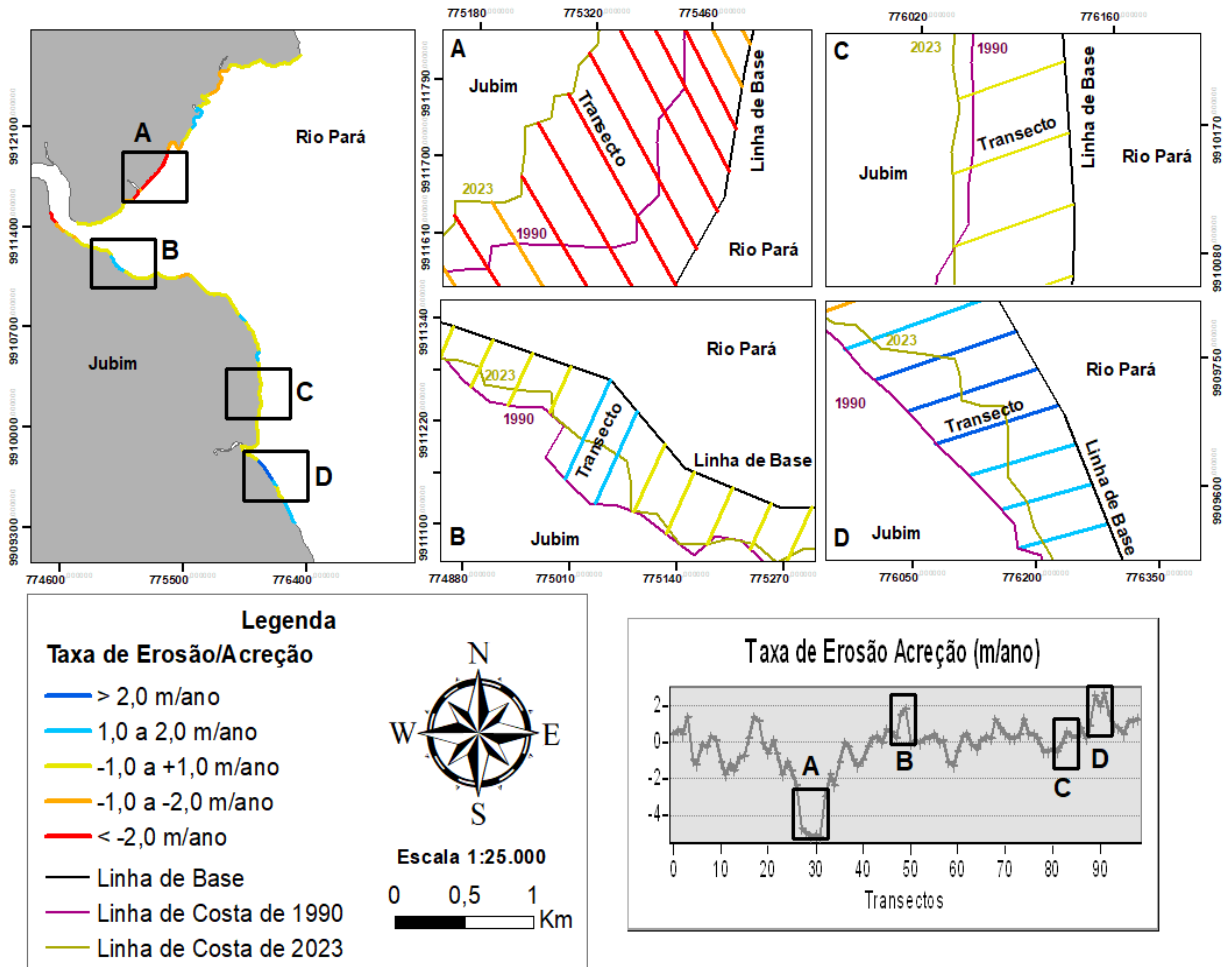 A
Rio Pará
B
Jubim
C
D
9912100
9911400
9910700
9910000
9909300
774600
775500
776400
775180
775320
775460
A
Jubim
Transecto
Linha de Base
2023
1990
Rio Pará
9911790
9911700
9911610
776020
776160
C
2023
1990
Linha de Base
Transecto
Jubim
Rio Pará
9910170
9910080
9911340
9911220
9911100
Rio Pará
2023
1990
Transecto
Linha de Base
B
Jubim
774880
775010
775140
775270
2023
Rio Pará
1990
Transecto
Linha de Base
D
Jubim
9909750
9909600
776050
776200
776350
Legenda
Taxa de Erosão/Acreção
> 2,0 m/ano
1,0 a 2,0 m/ano
-1,0 a +1,0 m/ano
-1,0 a -2,0 m/ano
< -2,0 m/ano
Linha de Base
Linha de Costa de 1990
Linha de Costa de 2023
N
W
E
S
Escala 1:25.000
0 0,5 1
Km
Taxa de Erosão Acreção (m/ano)
2
0
-2
-4
A
B
C
D
0 10 20 30 40 50 60 70 80 90
Transectos